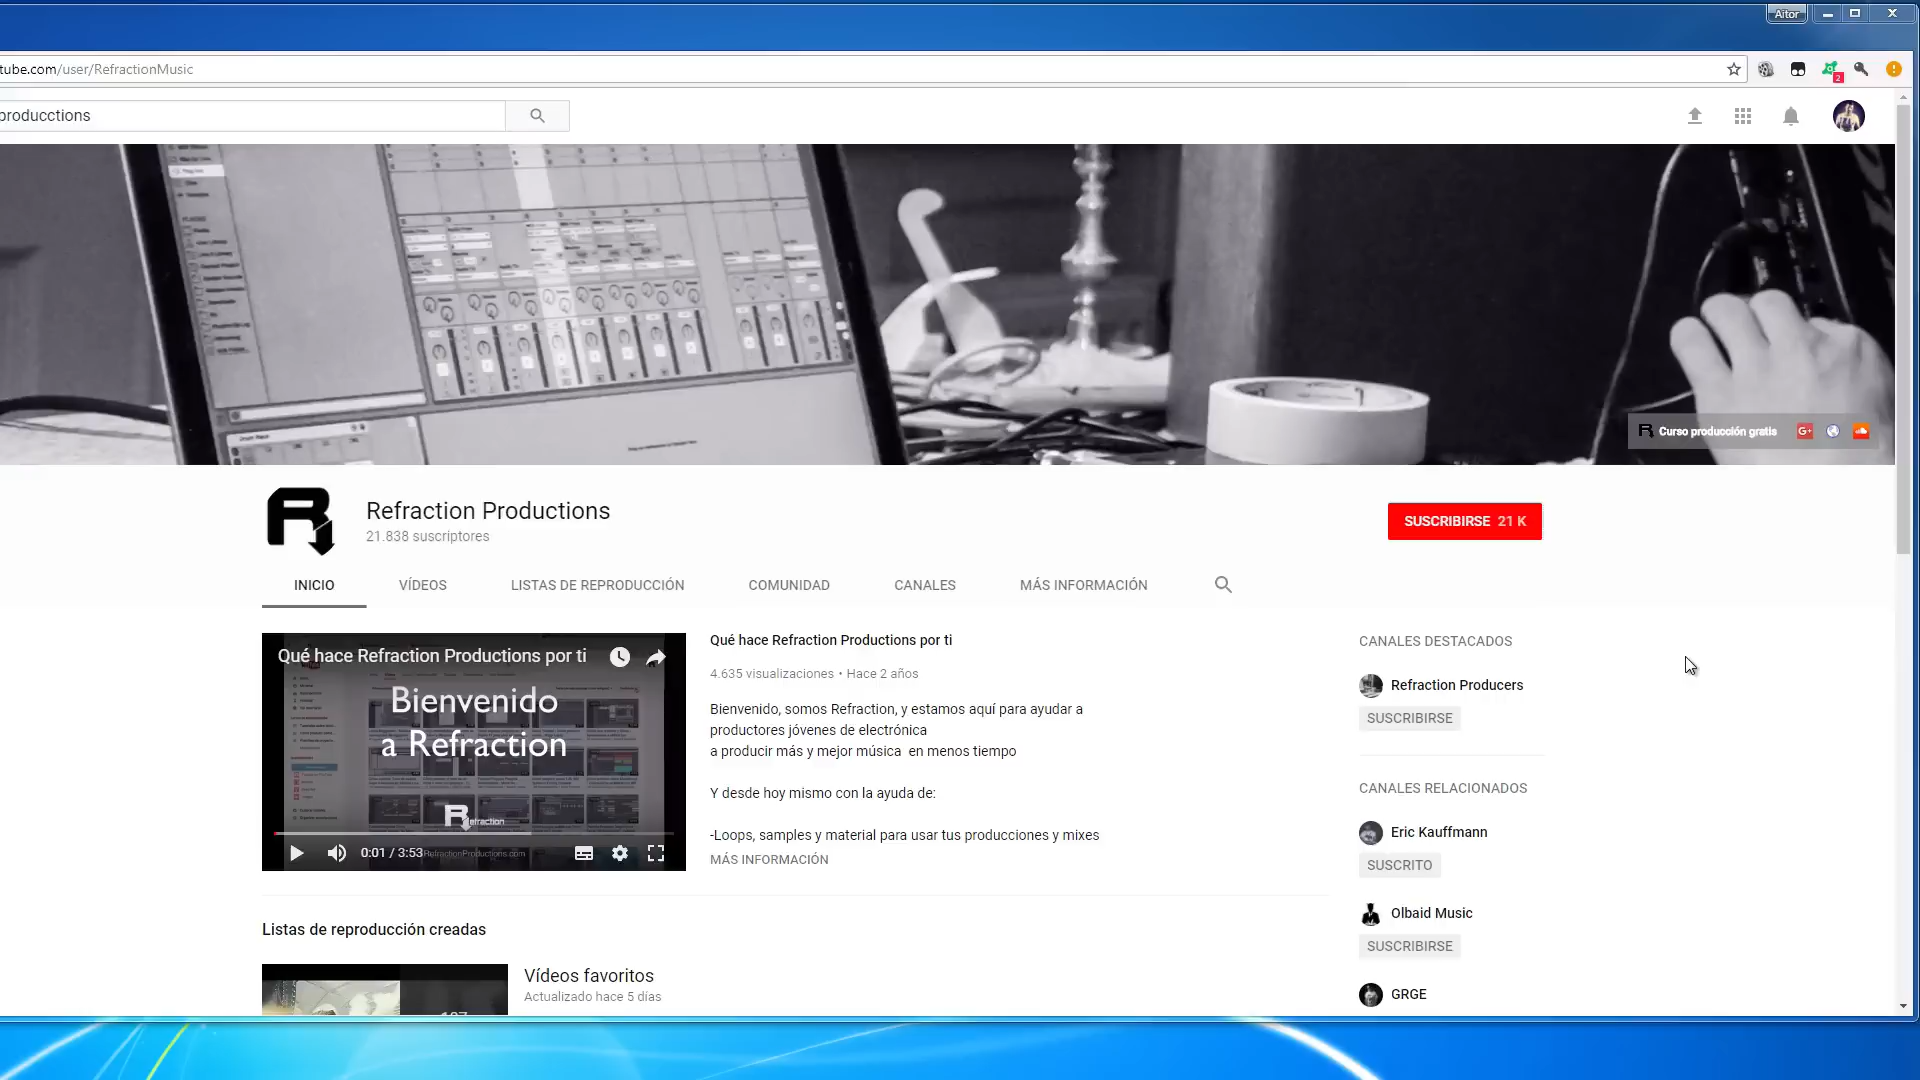 Aitor
tube.com/user/RefractionMusic
2
producctions
Curso producción gratis
G+
Refraction Productions
21.838 suscriptores
SUSCRIBIRSE 21 K
INICIO
VÍDEOS
LISTAS DE REPRODUCCIÓN
COMUNIDAD
CANALES
MÁS INFORMACIÓN
Qué hace Refraction Productions por ti
Bienvenido
a Refraction
Refraction
0:01 / 3:53
RefractionProductions.com
Qué hace Refraction Productions por ti
4.635 visualizaciones • Hace 2 años
Bienvenido, somos Refraction, y estamos aquí para ayudar a
productores jóvenes de electrónica
a producir más y mejor música en menos tiempo
Y desde hoy mismo con la ayuda de:
-Loops, samples y material para usar tus producciones y mixes
MÁS INFORMACIÓN
CANALES DESTACADOS
Refraction Producers
SUSCRIBIRSE
CANALES RELACIONADOS
Eric Kauffmann
SUSCRITO
Olbaid Music
SUSCRIBIRSE
GRGE
Listas de reproducción creadas
Vídeos favoritos
Actualizado hace 5 días